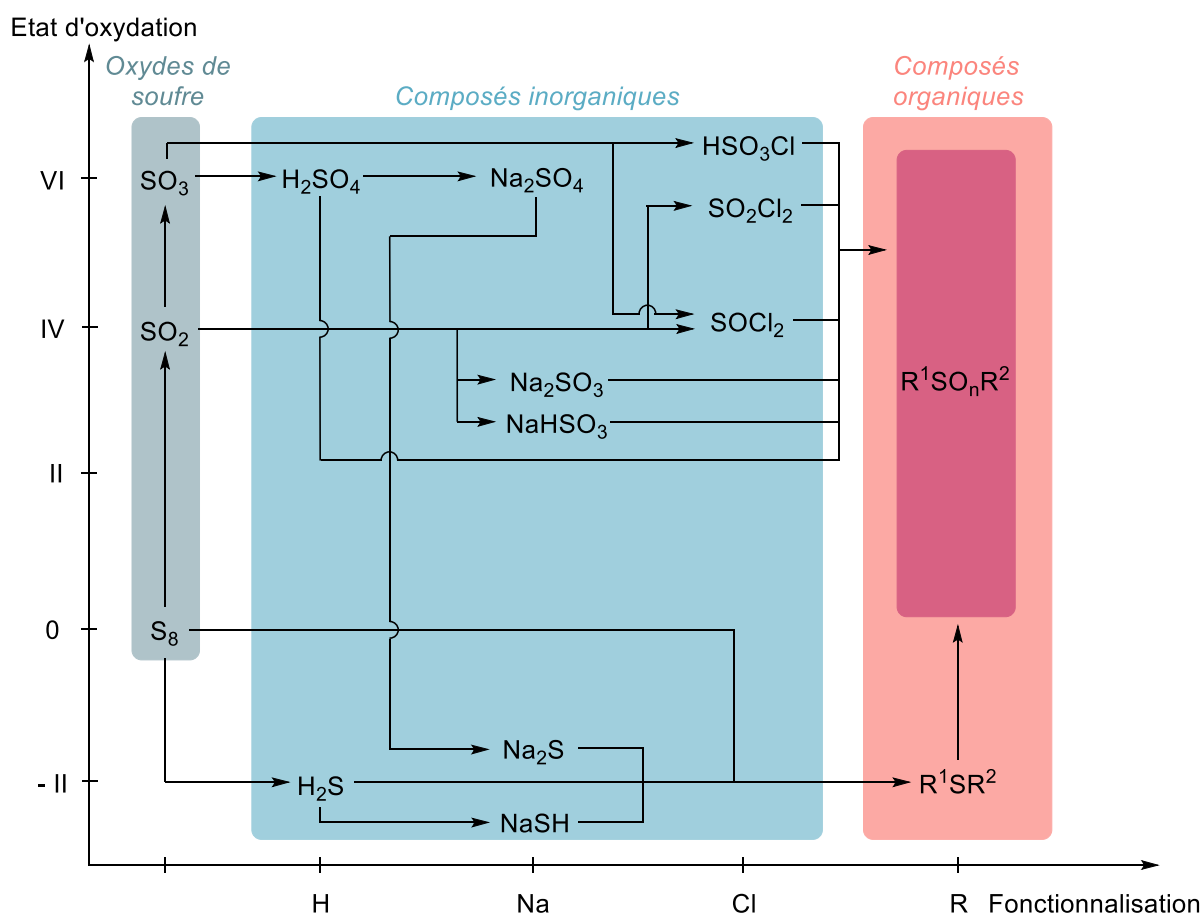 Etat d'oxydation
Oxydes de
soufre
Composés inorganiques
Composés
organiques
VI
IV
II
0
- II
SO₃
SO₂
S₈
H₂SO₄
Na₂SO₄
HSO₃Cl
SO₂Cl₂
SOCl₂
Na₂SO₃
NaHSO₃
R¹SOₙR²
Na₂S
H₂S
NaSH
R¹SR²
H
Na
Cl
R
Fonctionnalisation